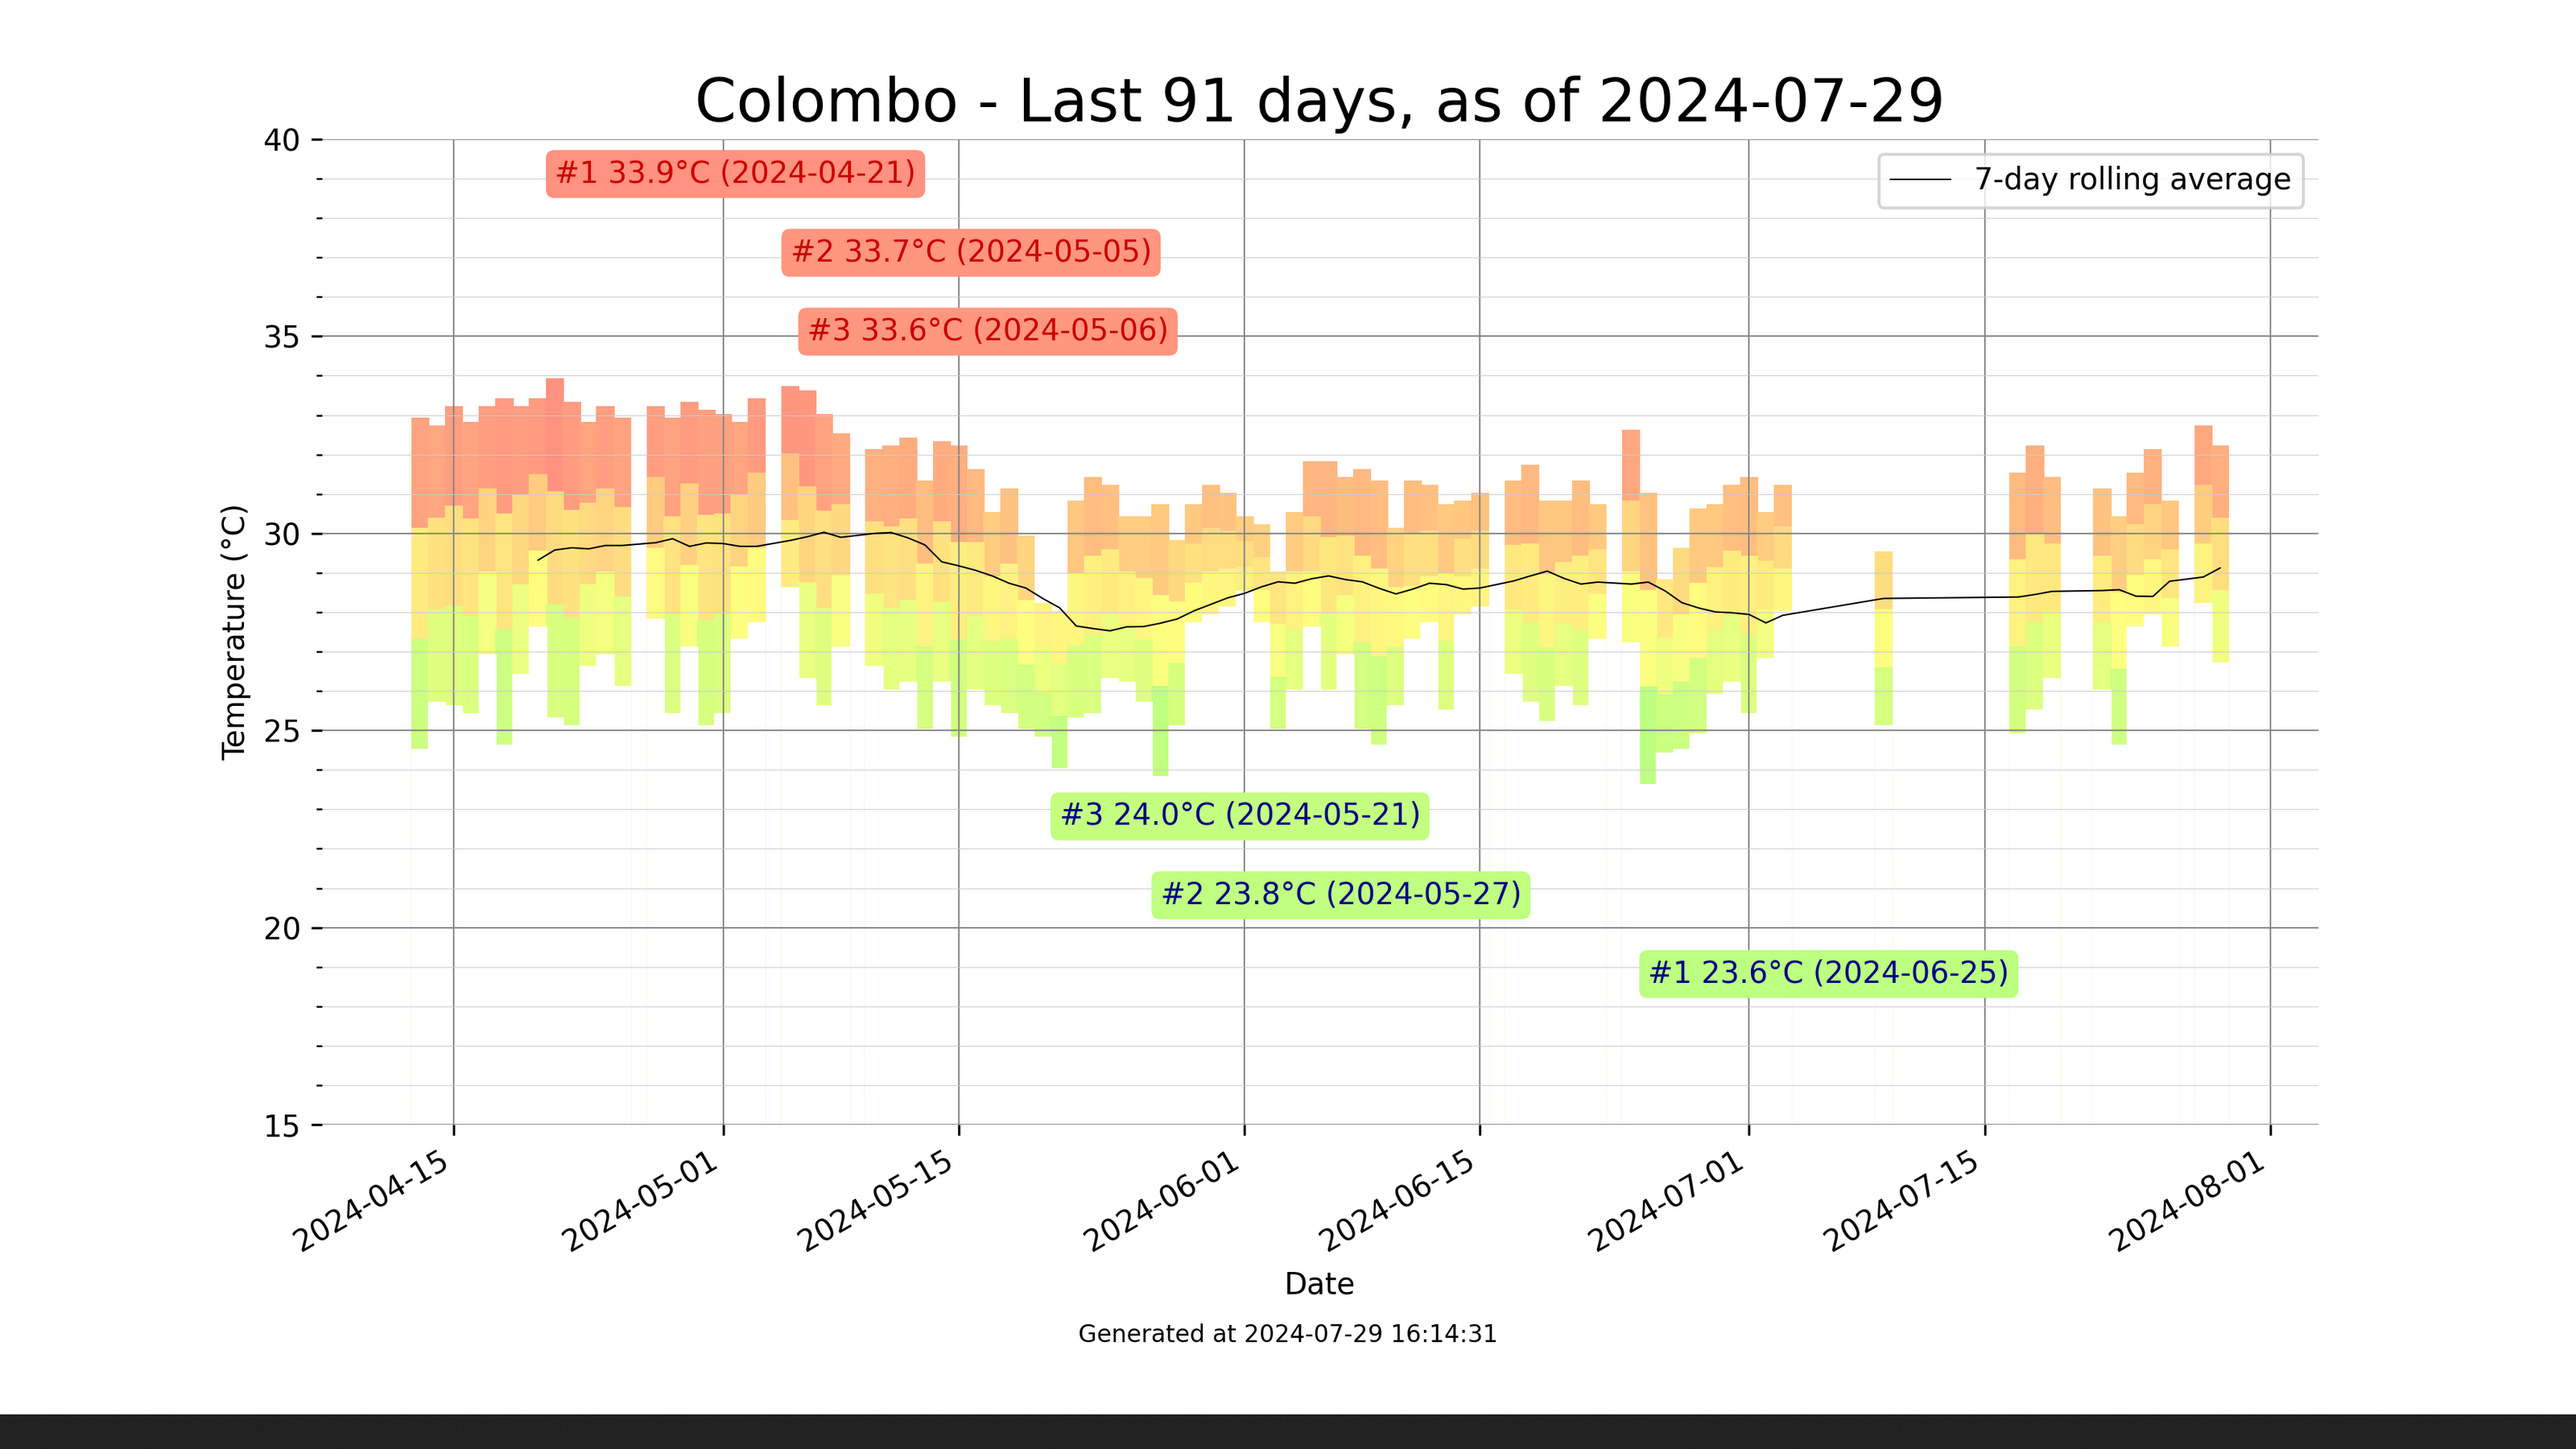 Colombo - Last 91 days, as of 2024-07-29
40
#1 33.9°C (2024-04-21)
7-day rolling average
#2 33.7°C (2024-05-05)
#3 33.6°C (2024-05-06)
35
30
Temperature (°C)
25
#3 24.0°C (2024-05-21)
#2 23.8°C (2024-05-27)
20
#1 23.6°C (2024-06-25)
15
2024-04-15
2024-05-01
2024-05-15
2024-06-01
2024-06-15
2024-07-01
2024-07-15
2024-08-01
Date
Generated at 2024-07-29 16:14:31